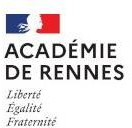 ACADÉMIE
DE RENNES
Liberté
Égalité
Fraternité